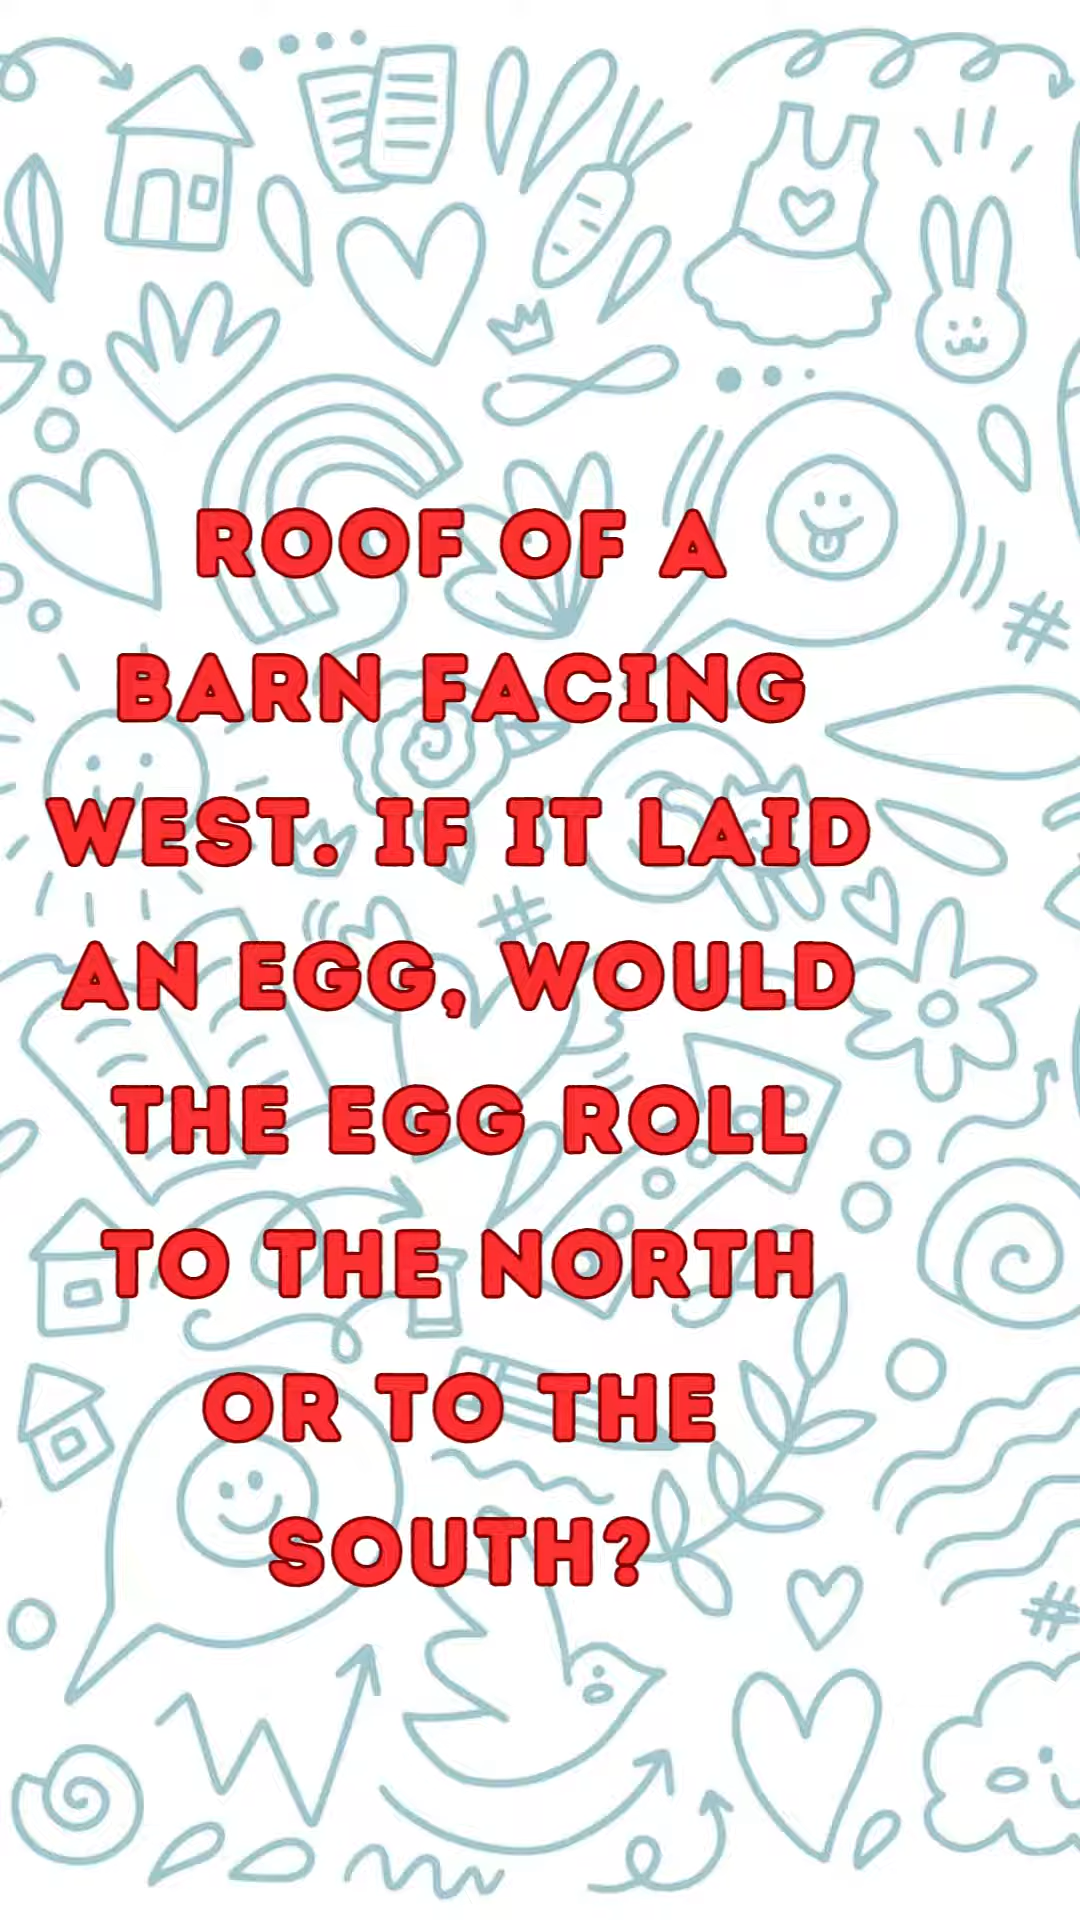 ROOF OF A
BARN FACING
WEST. IF IT LAID
AN EGG, WOULD
THE EGG ROLL
TO THE NORTH
OR TO THE
SOUTH?